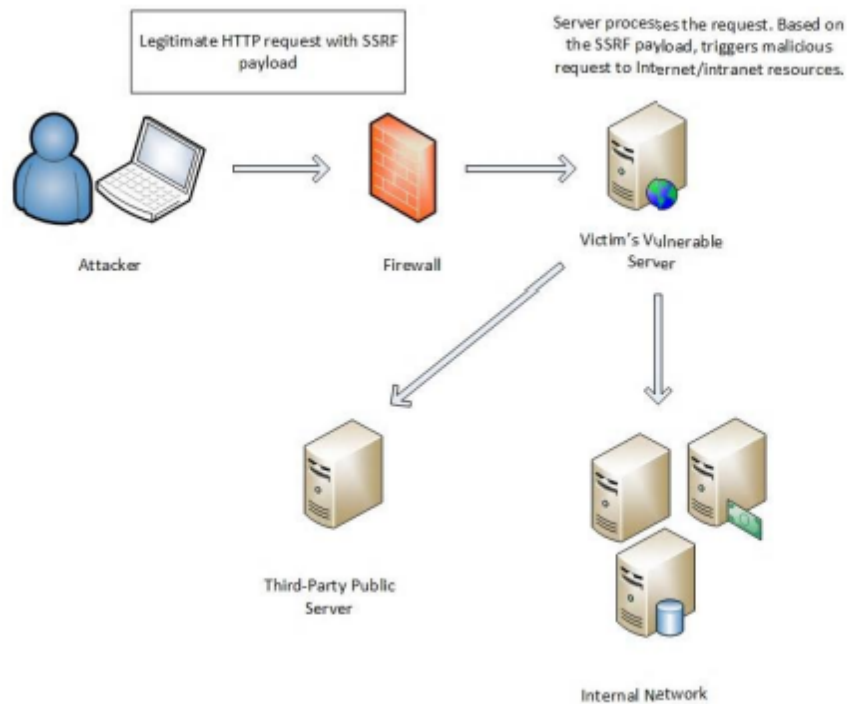 Legitimate HTTP request with SSRF
payload
Server processes the request. Based on
the SSRF payload, triggers malicious
request to Internet/intranet resources.
Attacker
Firewall
Victim's Vulnerable
Server
Third-Party Public
Server
Internal Network